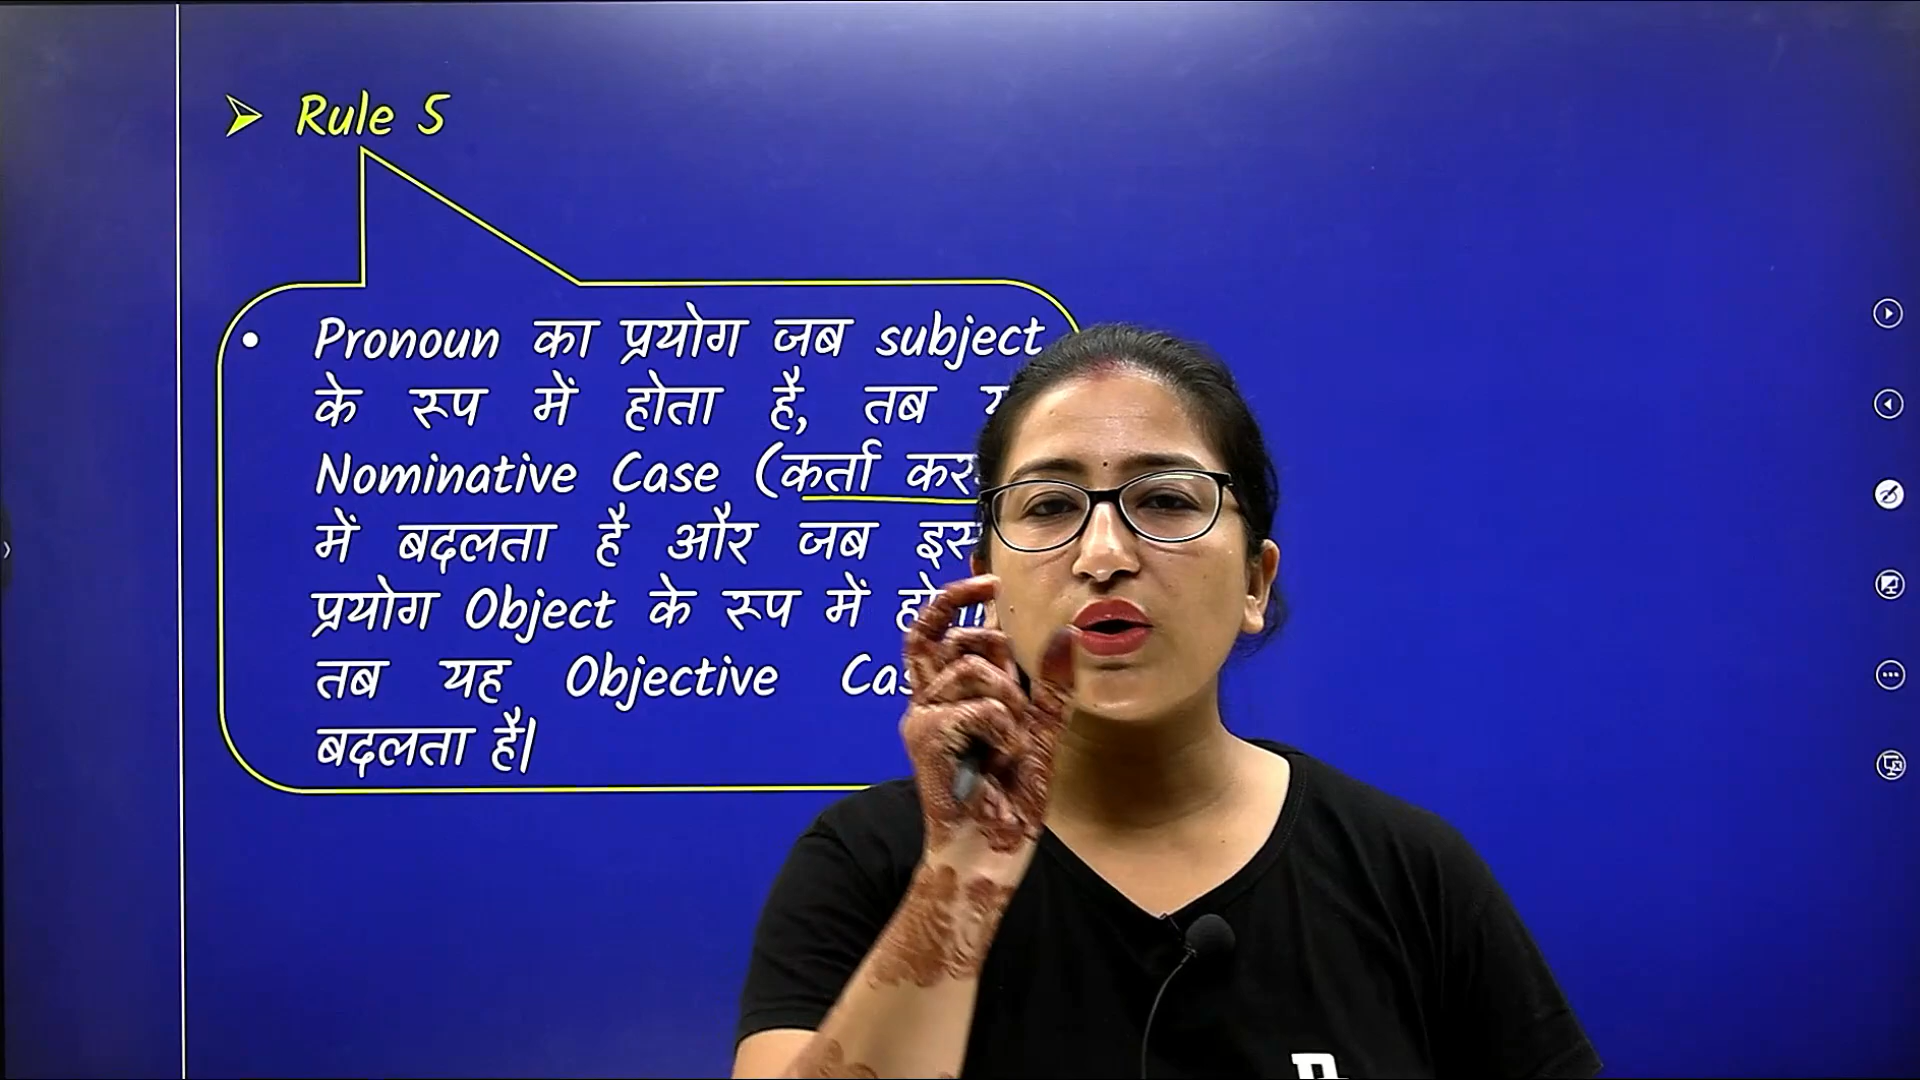 Rule 5
Pronoun का प्रयोग जब subject
के रूप में होता है, तब
Nominative Case (कर्ता
में बदलता है और जब
प्रयोग Object के रूप में
तब यह Objective
बदलता है।